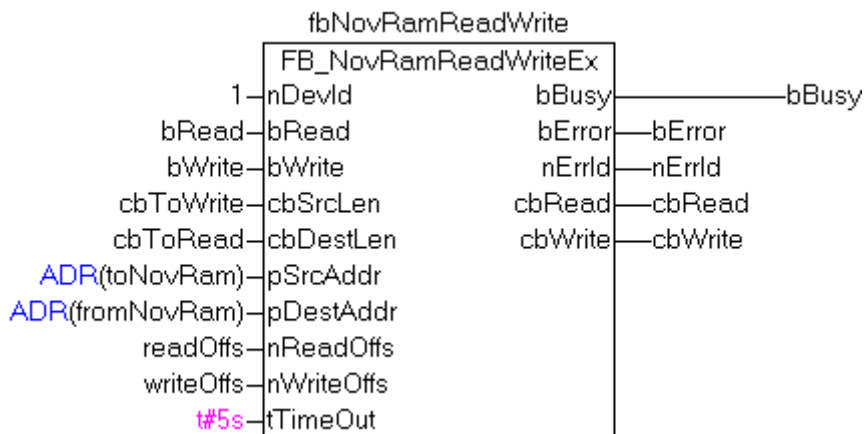 fbNovRamReadWrite
FB_NovRamReadWriteEx
1 nDevId bBusy bBusy
bRead bRead bError bError
bWrite bWrite nErrId nErrId
cbToWrite cbSrcLen cbRead cbRead
cbToRead cbDestLen cbWrite cbWrite
ADR(toNovRam) pSrcAddr
ADR(fromNovRam) pDestAddr
readOffs nReadOffs
writeOffs nWriteOffs
t#5s tTimeOut